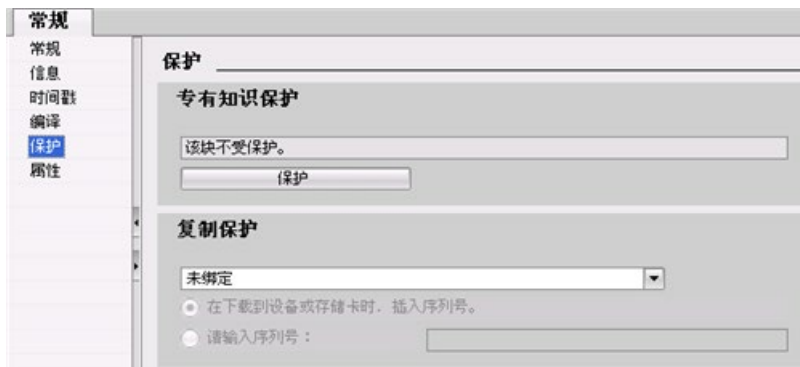 常规
常规
信息
时间戳
编译
保护
属性
保护
专有知识保护
该块不受保护。
保护
复制保护
未绑定
在下载到设备或存储卡时，插入序列号。
请输入序列号：